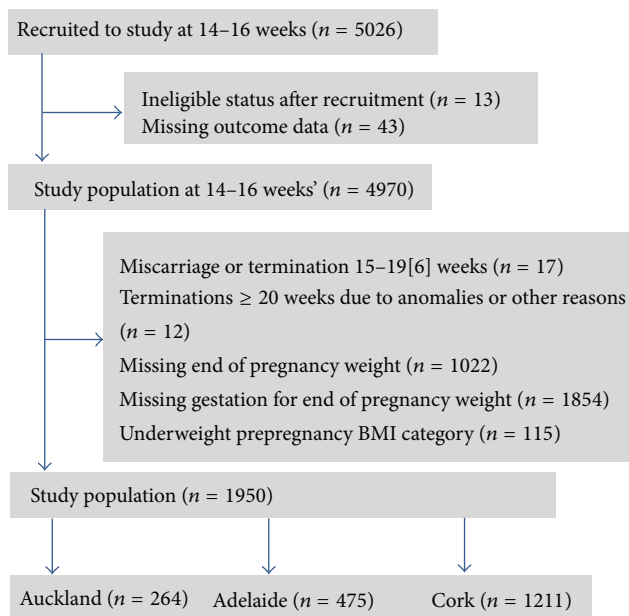 Recruited to study at 14–16 weeks (n = 5026)
Ineligible status after recruitment (n = 13)
Missing outcome data (n = 43)
Study population at 14–16 weeks’ (n = 4970)
Miscarriage or termination 15–19[6] weeks (n = 17)
Terminations ≥ 20 weeks due to anomalies or other reasons
(n = 12)
Missing end of pregnancy weight (n = 1022)
Missing gestation for end of pregnancy weight (n = 1854)
Underweight prepregnancy BMI category (n = 115)
Study population (n = 1950)
Auckland (n = 264) Adelaide (n = 475) Cork (n = 1211)